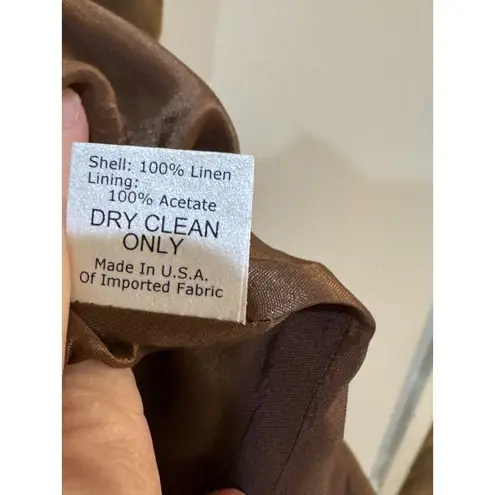 Shell: 100% Linen
Lining:
100% Acetate
DRY CLEAN
ONLY
Made In U.S.A.
Of Imported Fabric